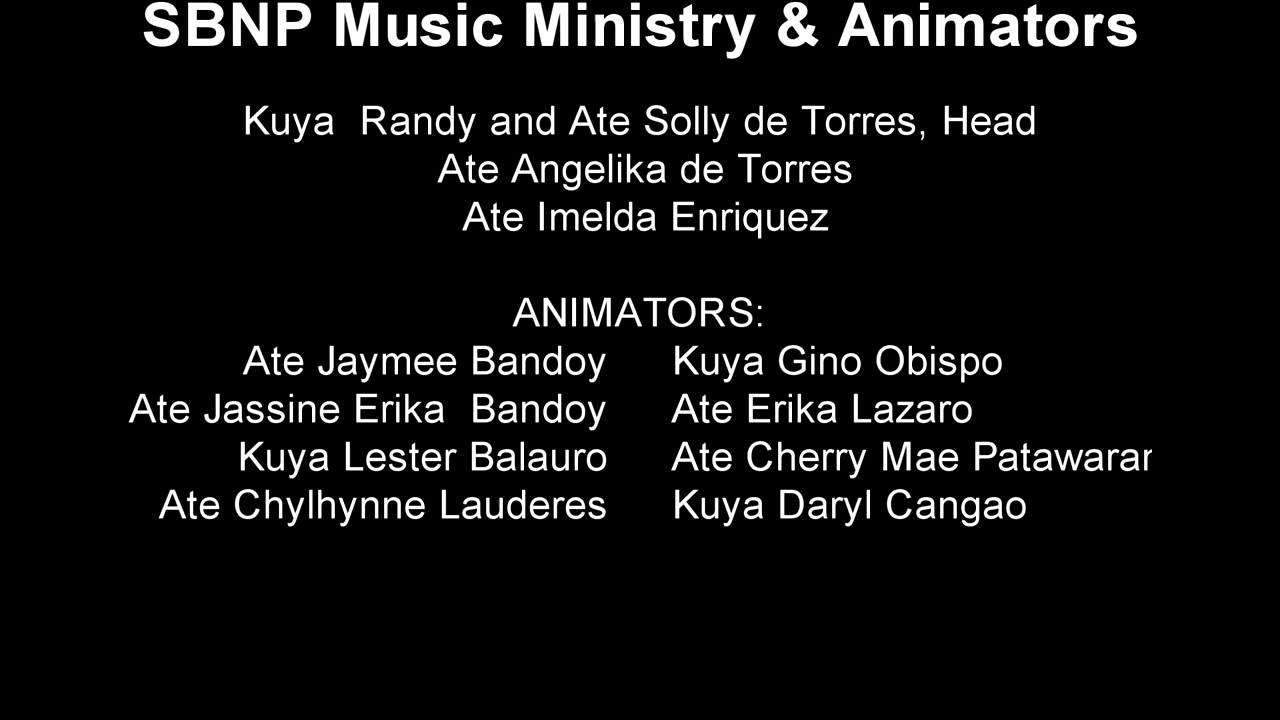 SBNP Music Ministry & Animators
Kuya  Randy and Ate Solly de Torres, Head
Ate Angelika de Torres
Ate Imelda Enriquez
ANIMATORS:
Ate Jaymee Bandoy Kuya Gino Obispo
Ate Jassine Erika  Bandoy Ate Erika Lazaro
Kuya Lester Balauro Ate Cherry Mae
Ate Chylhynne Lauderes Kuya Daryl Cangao